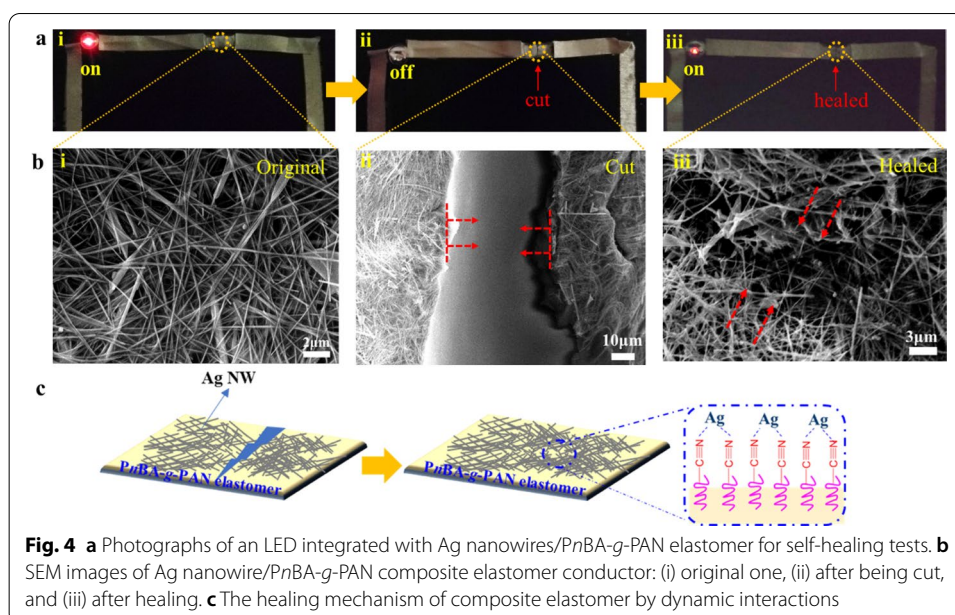 a
i
on
ii
off
cut
iii
on
healed
b
i
Original
2μm
ii
Cut
10μm
iii
Healed
3μm
c
Ag NW
PnBA-g-PAN elastomer
PnBA-g-PAN elastomer
Ag Ag Ag
C≡N C≡N C≡N C≡N C≡N C≡N
Fig. 4 a Photographs of an LED integrated with Ag nanowires/PnBA-g-PAN elastomer for self-healing tests. b
SEM images of Ag nanowire/PnBA-g-PAN composite elastomer conductor: (i) original one, (ii) after being cut,
and (iii) after healing. c The healing mechanism of composite elastomer by dynamic interactions